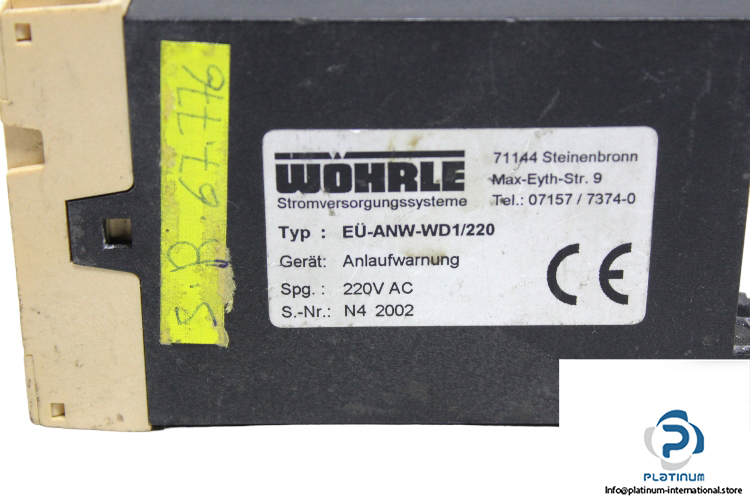 S.R. 679776
WÖHRLE
Stromversorgungssysteme
71144 Steinenbronn
Max-Eyth-Str. 9
Tel.: 07157 / 7374-0
Typ : EÜ-ANW-WD1/220
Gerät: Anlaufwarnung
Spg. : 220V AC
S.-Nr.: N4 2002
CE
PLATINUM
Info@platinum-international.store